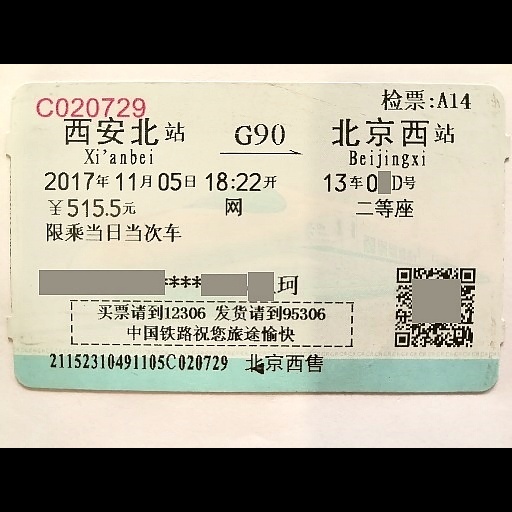 C020729
检票:A14
西安北站 G90 北京西站
Xi'anbei Beijingxi
2017年11月05日 18:22开 13车0 D号
￥515.5元 网 二等座
限乘当日当次车
**** 珂
买票请到12306 发货请到95306
中国铁路祝您旅途愉快
21152310491105C020729 北京西售